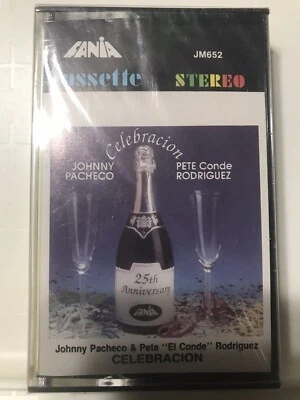 FANIA
JM652
Cassette
STEREO
Celebracion
JOHNNY
PACHECO
PETE Conde
RODRIGUEZ
25th
Anniversary
FANIA
Johnny Pacheco & Pete "El Conde" Rodriguez
CELEBRACION